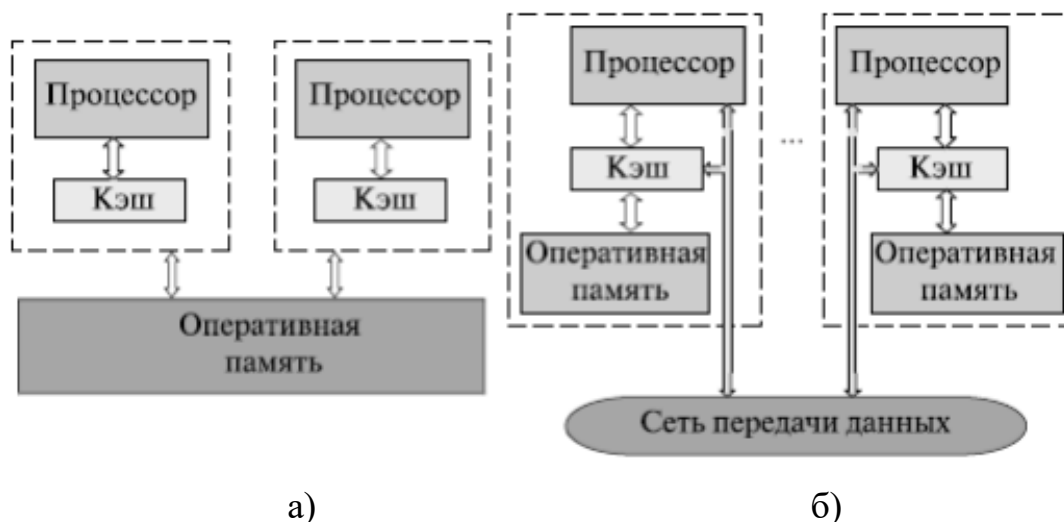 Процессор
Кэш
Процессор
Кэш
Оперативная
память
Процессор
Кэш
Оперативная
память
...
Процессор
Кэш
Оперативная
память
Сеть передачи данных
а)
б)